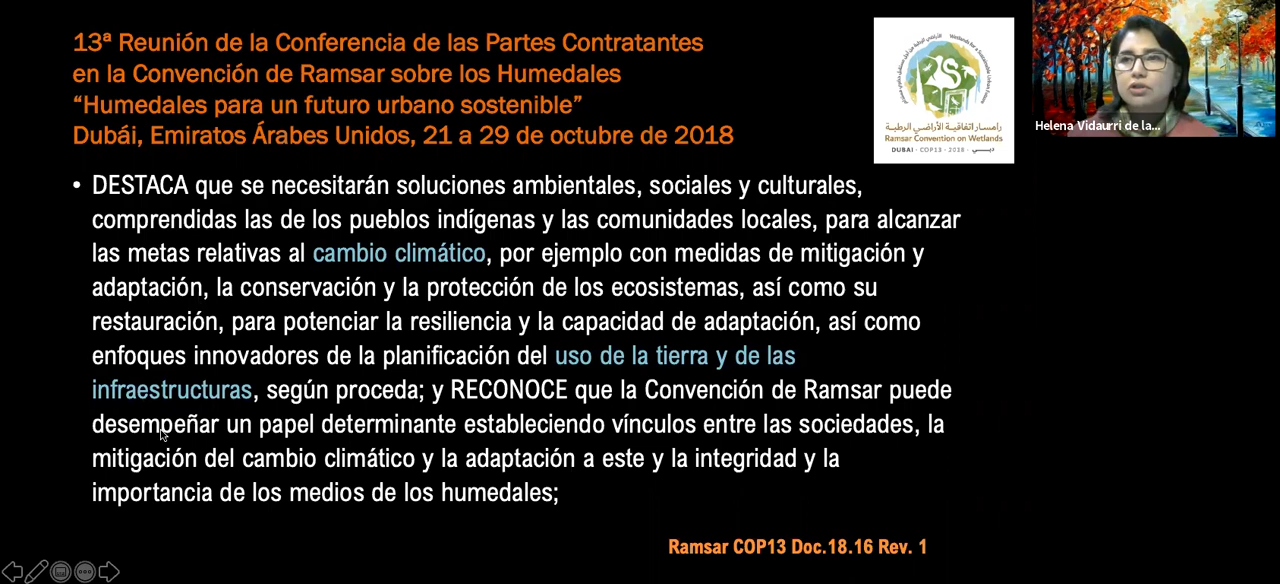 13ª Reunión de la Conferencia de las Partes Contratantes
en la Convención de Ramsar sobre los Humedales
“Humedales para un futuro urbano sostenible”
Dubái, Emiratos Árabes Unidos, 21 a 29 de octubre de 2018
رامسار اتفاقية الأراضي الرطبة
Ramsar Convention on Wetlands
DUBAI · COP13 · 2018 · دبـــي
Helena Vidaurri de la...
• DESTACA que se necesitarán soluciones ambientales, sociales y culturales,
comprendidas las de los pueblos indígenas y las comunidades locales, para alcanzar
las metas relativas al cambio climático, por ejemplo con medidas de mitigación y
adaptación, la conservación y la protección de los ecosistemas, así como su
restauración, para potenciar la resiliencia y la capacidad de adaptación, así como
enfoques innovadores de la planificación del uso de la tierra y de las
infraestructuras, según proceda; y RECONOCE que la Convención de Ramsar puede
desempeñar un papel determinante estableciendo vínculos entre las sociedades, la
mitigación del cambio climático y la adaptación a este y la integridad y la
importancia de los medios de los humedales;
Ramsar COP13 Doc.18.16 Rev. 1